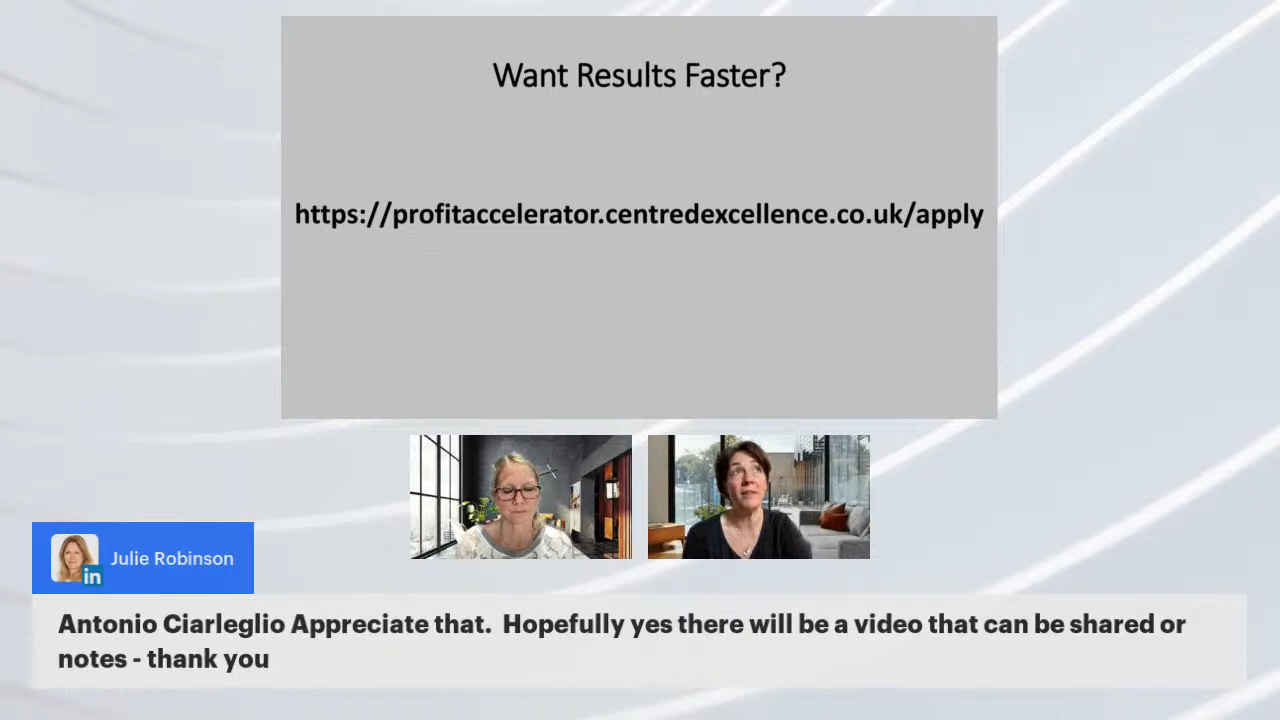 Want Results Faster?
https://profitaccelerator.centredexcellence.co.uk/apply
in Julie Robinson
Antonio Ciarleglio Appreciate that.  Hopefully yes there will be a video that can be shared or
notes - thank you